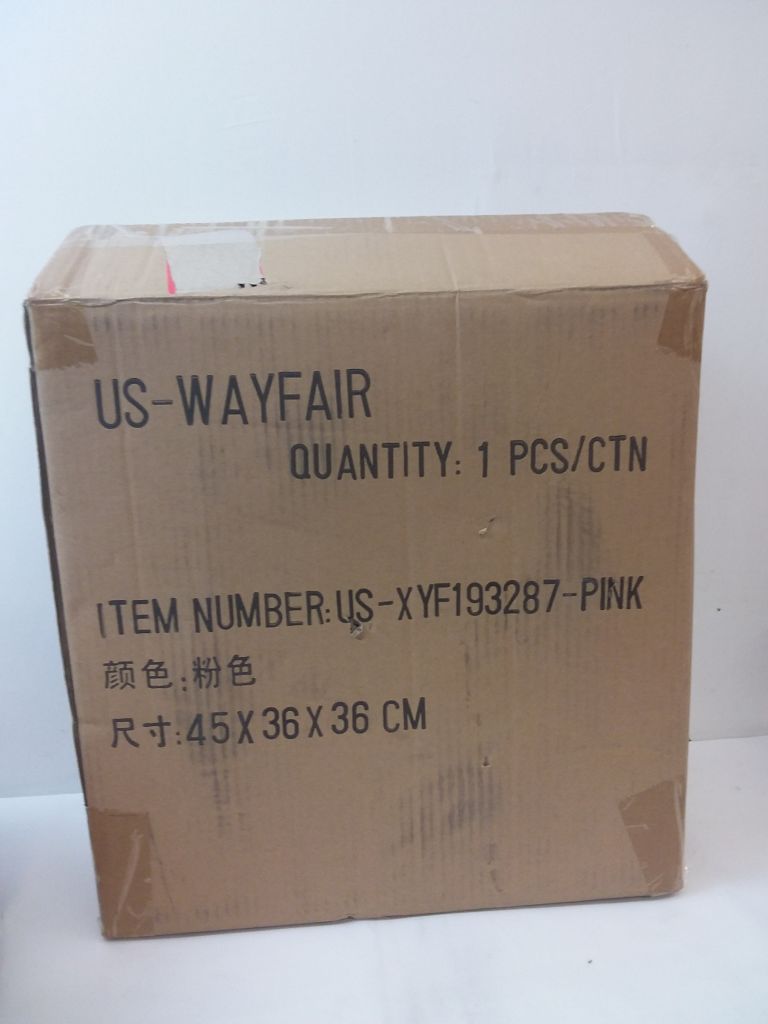 US-WAYFAIR
QUANTITY: 1 PCS/CTN
ITEM NUMBER:US-XYF193287-PINK
颜色:粉色
尺寸:45X36X36 CM